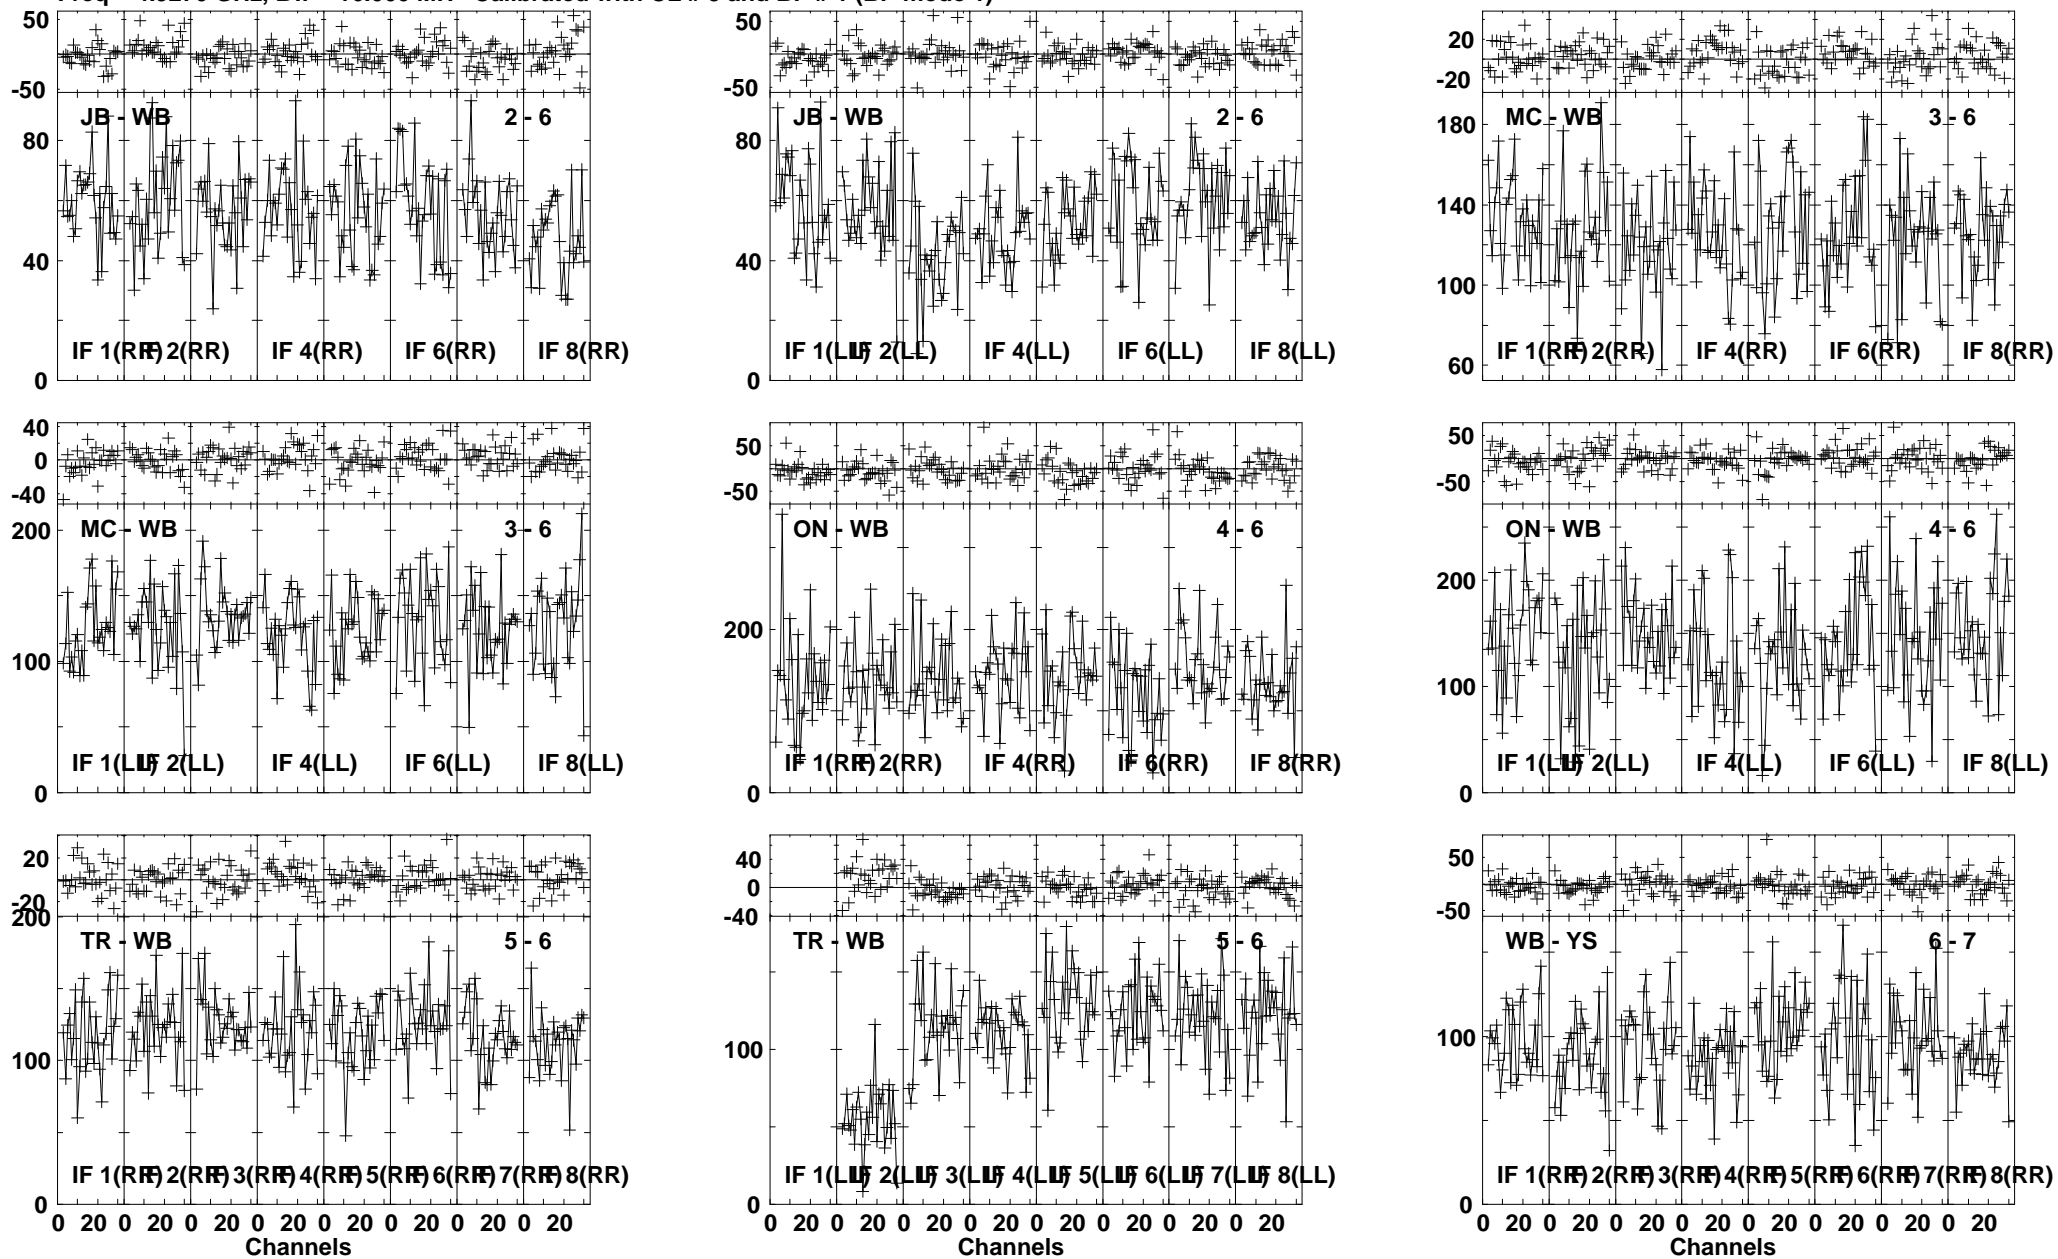 50
-50
JB - WB 2 - 6
80
40
0
IF 1(RR) IF 2(RR) IF 4(RR) IF 6(RR) IF 8(RR)
50
-50
JB - WB 2 - 6
80
40
0
IF 1(LL) IF 2(LL) IF 4(LL) IF 6(LL) IF 8(LL)
20
-20
MC - WB 3 - 6
180
140
100
60
IF 1(RR) IF 2(RR) IF 4(RR) IF 6(RR) IF 8(RR)
40
0
-40
MC - WB 3 - 6
200
100
0
IF 1(LL) IF 2(LL) IF 4(LL) IF 6(LL) IF 8(LL)
50
-50
ON - WB 4 - 6
200
0
IF 1(RR) IF 2(RR) IF 4(RR) IF 6(RR) IF 8(RR)
50
-50
ON - WB 4 - 6
200
100
0
IF 1(LL) IF 2(LL) IF 4(LL) IF 6(LL) IF 8(LL)
20
-20
TR - WB 5 - 6
200
100
0
IF 1(RR) IF 2(RR) IF 3(RR) IF 4(RR) IF 5(RR) IF 6(RR) IF 7(RR) IF 8(RR)
0 20 0 20 0 20 0 20 0 20 0 20 0 20 0 20
Channels
40
0
-40
TR - WB 5 - 6
100
0
IF 1(LL) IF 2(LL) IF 3(LL) IF 4(LL) IF 5(LL) IF 6(LL) IF 7(LL) IF 8(LL)
0 20 0 20 0 20 0 20 0 20 0 20 0 20 0 20
Channels
50
-50
WB - YS 6 - 7
100
0
IF 1(RR) IF 2(RR) IF 3(RR) IF 4(RR) IF 5(RR) IF 6(RR) IF 7(RR) IF 8(RR)
0 20 0 20 0 20 0 20 0 20 0 20 0 20 0 20
Channels